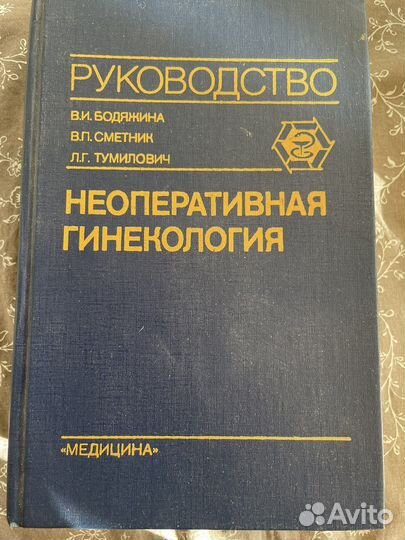 РУКОВОДСТВО
В.И. БОДЯЖИНА
В.П. СМЕТНИК
Л.Г. ТУМИЛОВИЧ
НЕОПЕРАТИВНАЯ
ГИНЕКОЛОГИЯ
«МЕДИЦИНА»
Avito